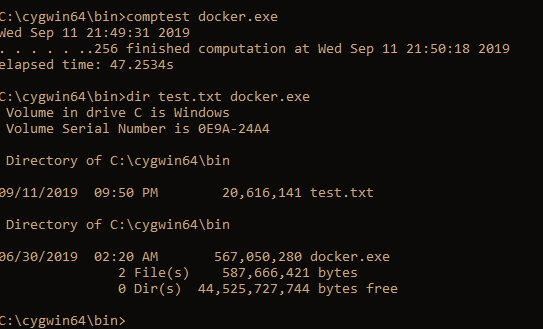 C:\cygwin64\bin>comptest docker.exe
Wed Sep 11 21:49:31 2019
. . . . . ..256 finished computation at Wed Sep 11 21:50:18 2019
elapsed time: 47.2534s
C:\cygwin64\bin>dir test.txt docker.exe
Volume in drive C is Windows
Volume Serial Number is 0E9A-24A4
Directory of C:\cygwin64\bin
09/11/2019  09:50 PM        20,616,141 test.txt
Directory of C:\cygwin64\bin
06/30/2019  02:20 AM       567,050,280 docker.exe
2 File(s)    587,666,421 bytes
0 Dir(s)  44,525,727,744 bytes free
C:\cygwin64\bin>